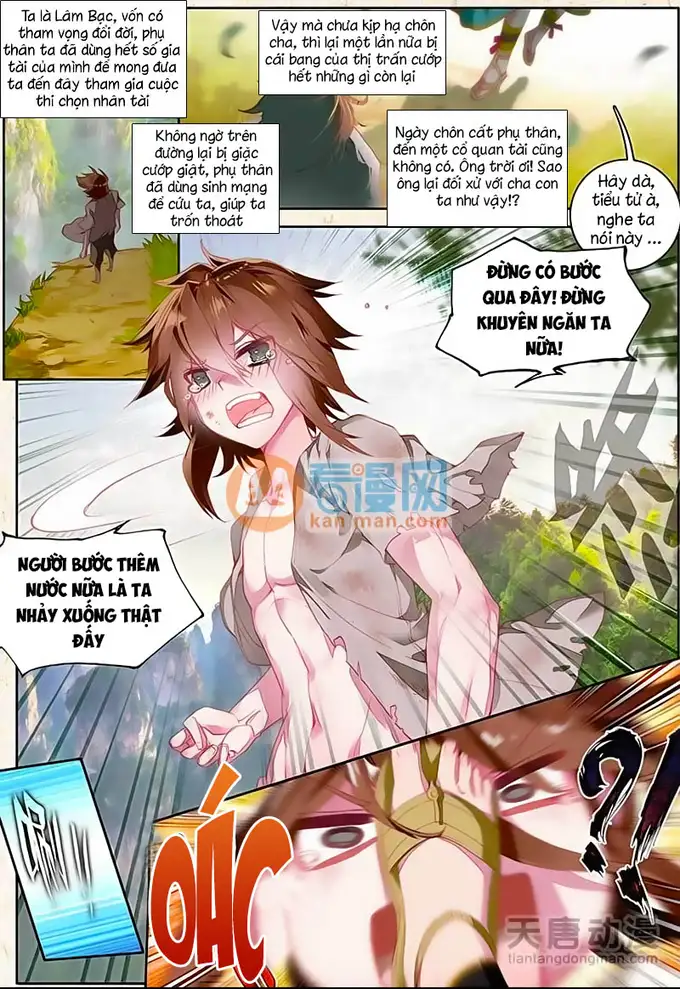 Ta là Lâm Bạc, vốn có
tham vọng đổi đời, phụ
thân ta đã dùng hết số gia
tài của mình để mong đưa
ta đến đây tham gia cuộc
thi chọn nhân tài
Không ngờ trên
đường lại bị giặc
cướp giật, phụ thân
đã dùng sinh mạng
để cứu ta, giúp ta
trốn thoát
Vậy mà chưa kịp hạ chôn
cha, thì lại một lần nữa bị
cái bang của thị trấn cướp
hết những gì còn lại
Ngày chôn cất phụ thân,
đến một cổ quan tài cũng
không có. Ông trời ơi! Sao
ông lại đối xử với cha con
ta như vậy!?
Hây dà,
tiểu tử à,
nghe ta
nói này ...
ĐỪNG CÓ BƯỚC
QUA ĐÂY! ĐỪNG
KHUYÊN NGĂN TA
NỮA!
看漫网
kanman.com
NGƯỜI BƯỚC THÊM
NƯỚC NỮA LÀ TA
NHẢY XUỐNG THẬT
ĐẤY
?!
OÁC
天唐动漫
tianlangdongman.com